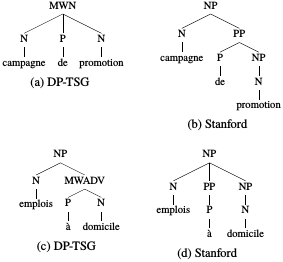 MWN
N P N
campagne de promotion
(a) DP-TSG
NP
N PP
campagne P NP
de N
promotion
(b) Stanford
NP
N MWADV
emplois P N
à domicile
(c) DP-TSG
NP
N PP NP
emplois P N
à domicile
(d) Stanford